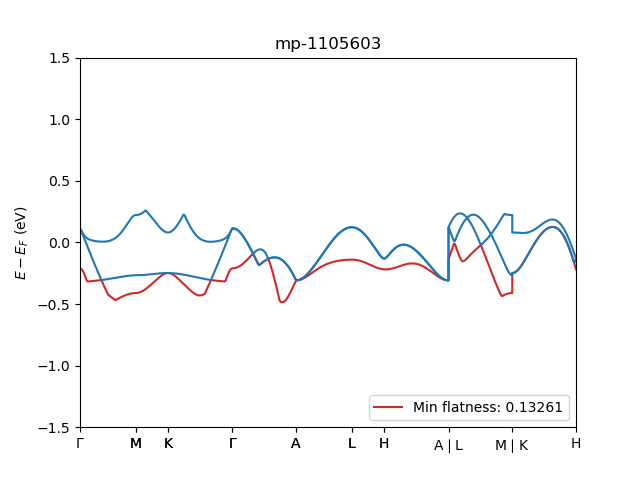 mp-1105603
E − E_F (eV)
1.5
1.0
0.5
0.0
−0.5
−1.0
−1.5
Min flatness: 0.13261
Γ M K Γ A L H A | L M | K H